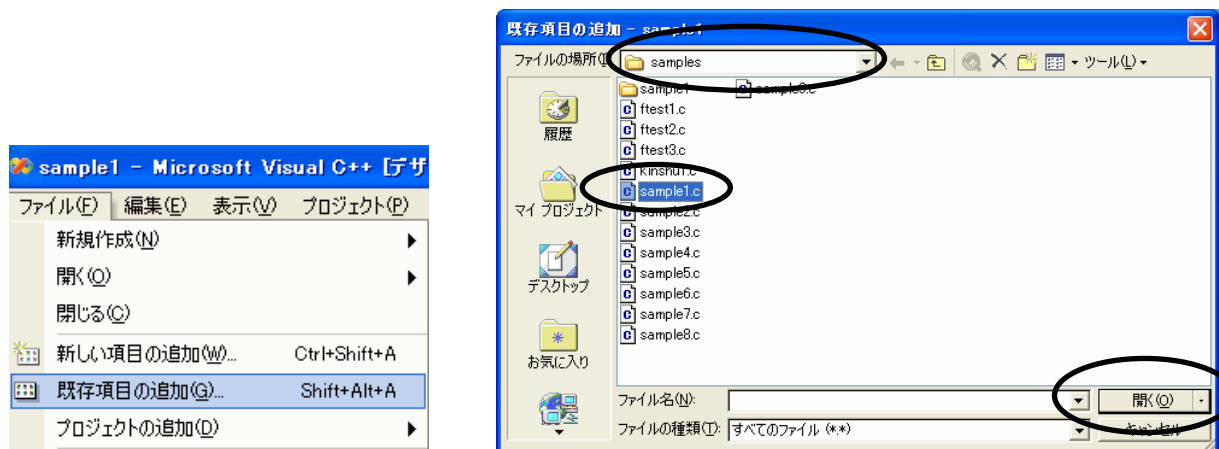 sample1 - Microsoft Visual C++ [デザ
ファイル(F) 編集(E) 表示(V) プロジェクト(P)
新規作成(N)
開く(O)
閉じる(C)
新しい項目の追加(W)... Ctrl+Shift+A
既存項目の追加(G)... Shift+Alt+A
プロジェクトの追加(D)
既存項目の追加 - sample1
ファイルの場所(I) samples ツール(L)
履歴
マイ プロジェクト
デスクトップ
お気に入り
sample1 sample9.c
ftest1.c
ftest2.c
ftest3.c
kinshu1.c
sample1.c
sample2.c
sample3.c
sample4.c
sample5.c
sample6.c
sample7.c
sample8.c
ファイル名(N): 開く(O)
ファイルの種類(T): すべてのファイル (*.*) キャンセル